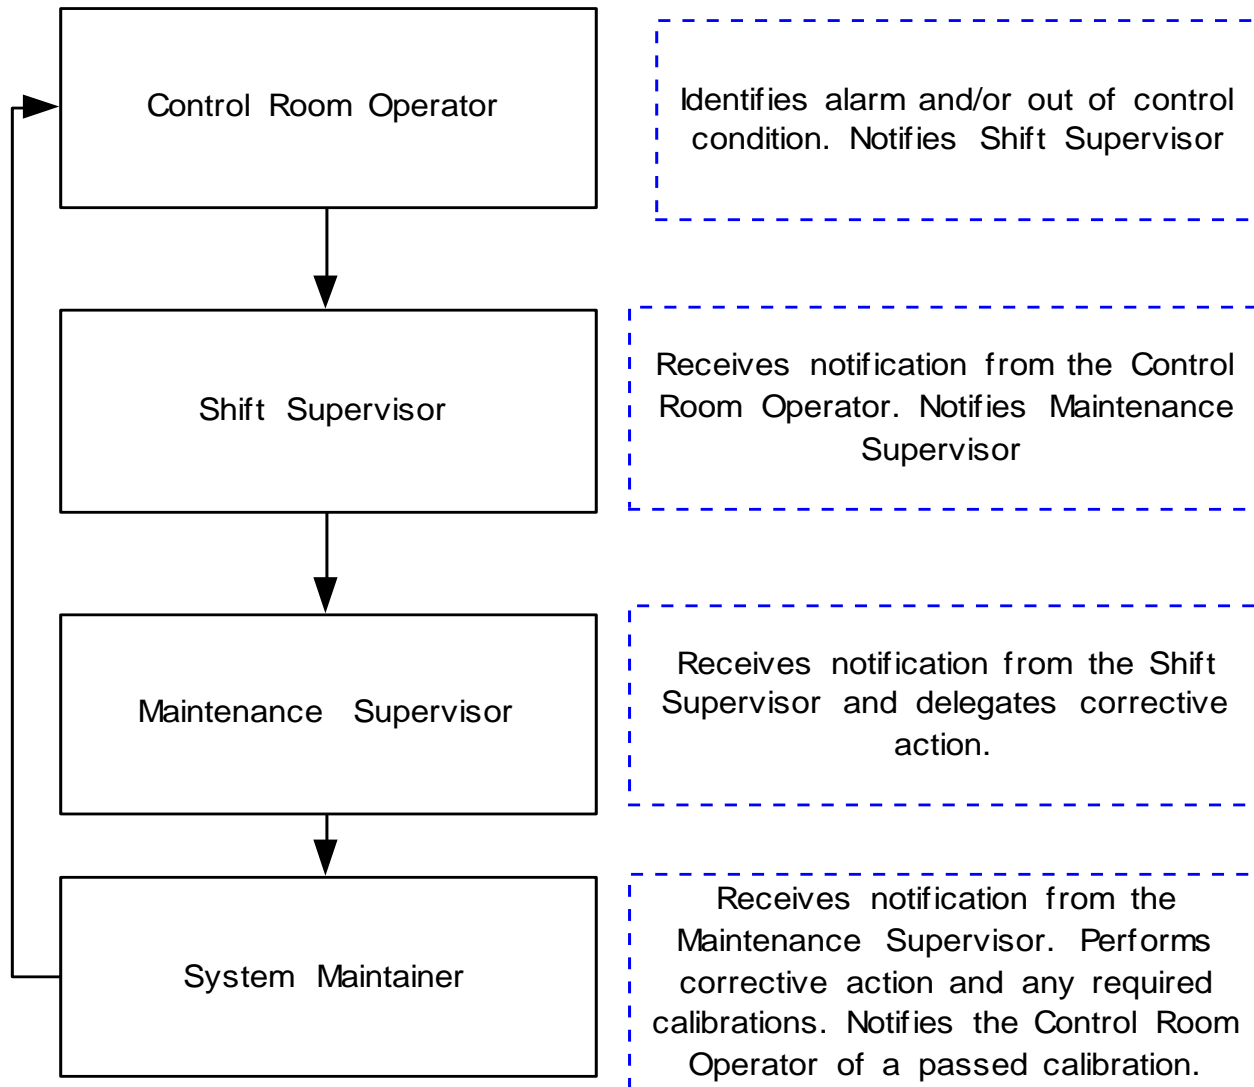 Control Room Operator
Identifies alarm and/or out of control
condition. Notifies Shift Supervisor
Shift Supervisor
Receives notification from the Control
Room Operator. Notifies Maintenance
Supervisor
Maintenance Supervisor
Receives notification from the Shift
Supervisor and delegates corrective
action.
System Maintainer
Receives notification from the
Maintenance Supervisor. Performs
corrective action and any required
calibrations. Notifies the Control Room
Operator of a passed calibration.